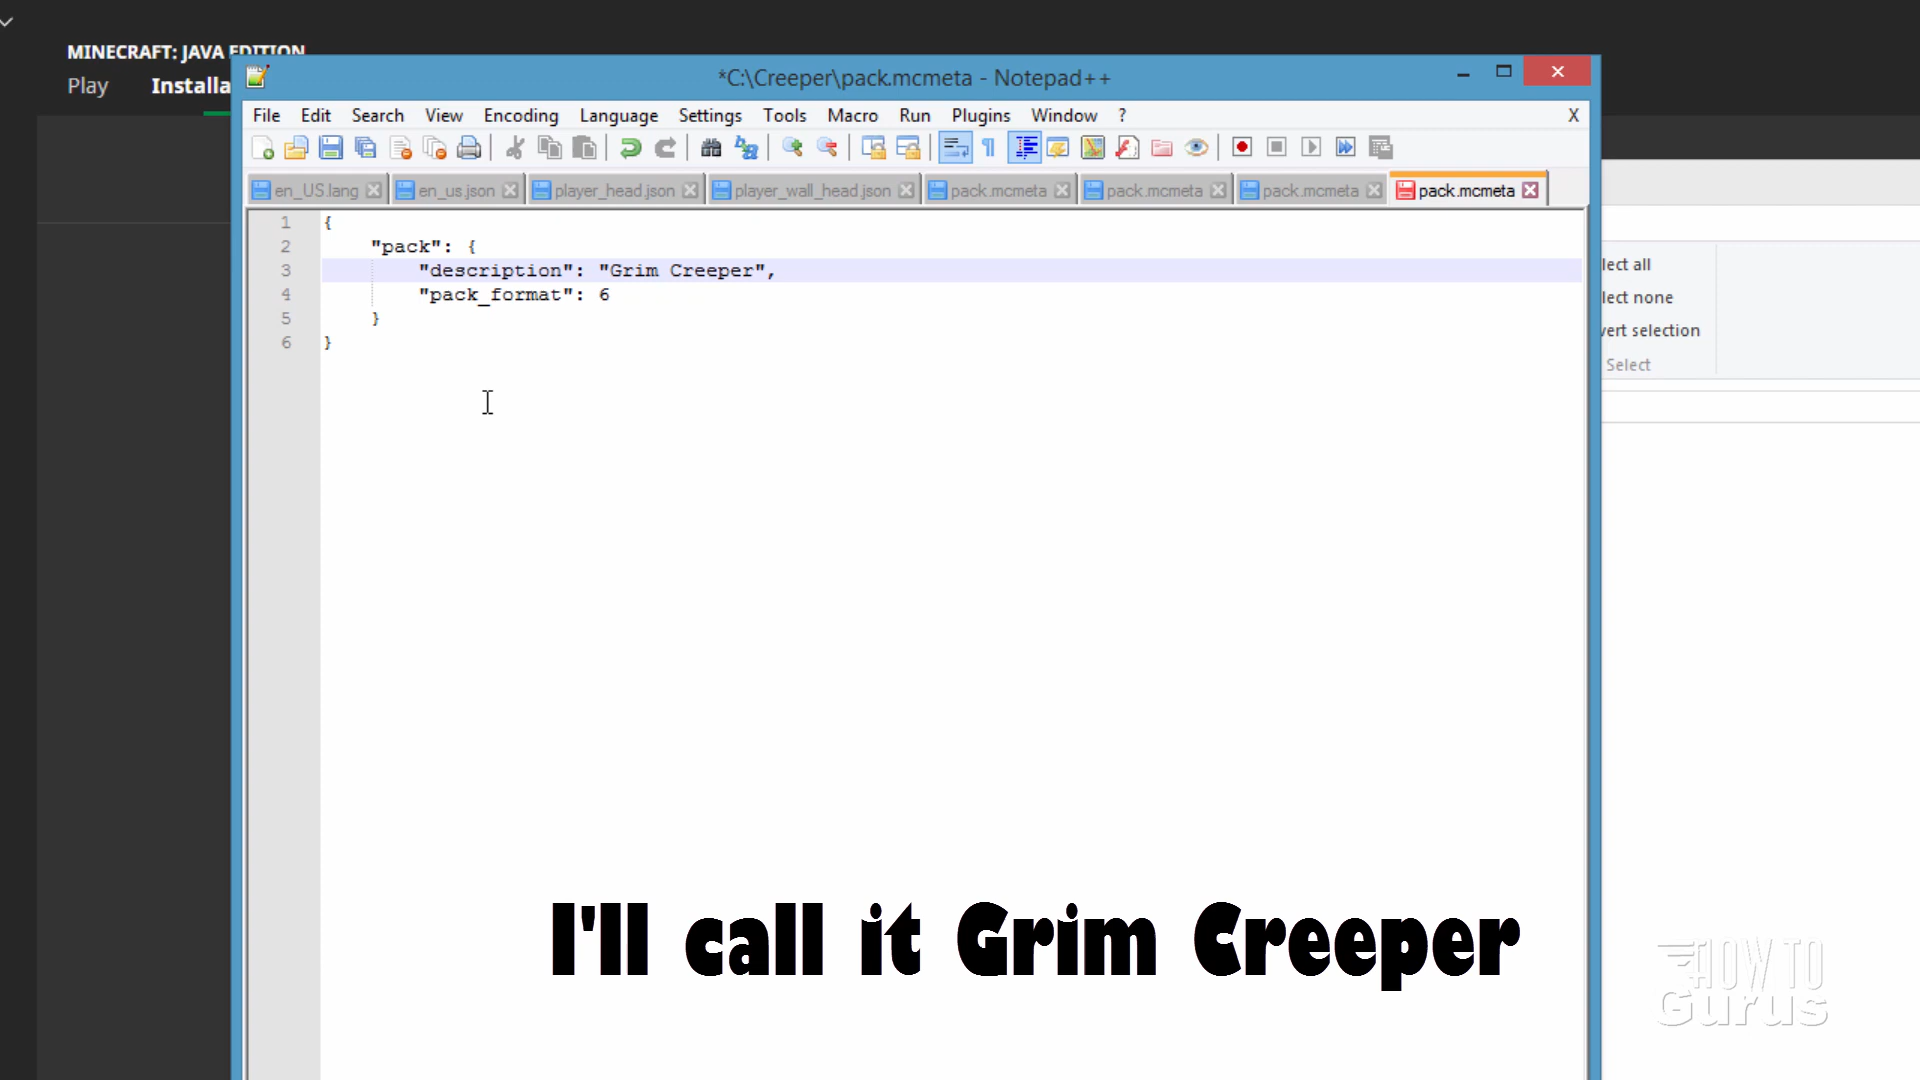 MINECRAFT: JAVA EDITION
Play Installa
*C:\Creeper\pack.mcmeta - Notepad++
File Edit Search View Encoding Language Settings Tools Macro Run Plugins Window ? X
en_US.lang en_us.json player_head.json player_wall_head.json pack.mcmeta pack.mcmeta pack.mcmeta pack.mcmeta
1 {
2 "pack": {
3 "description": "Grim Creeper",
4 "pack_format": 6
5 }
6 }
lect all
lect none
vert selection
Select
I'll call it Grim Creeper
HOW TO
Gurus